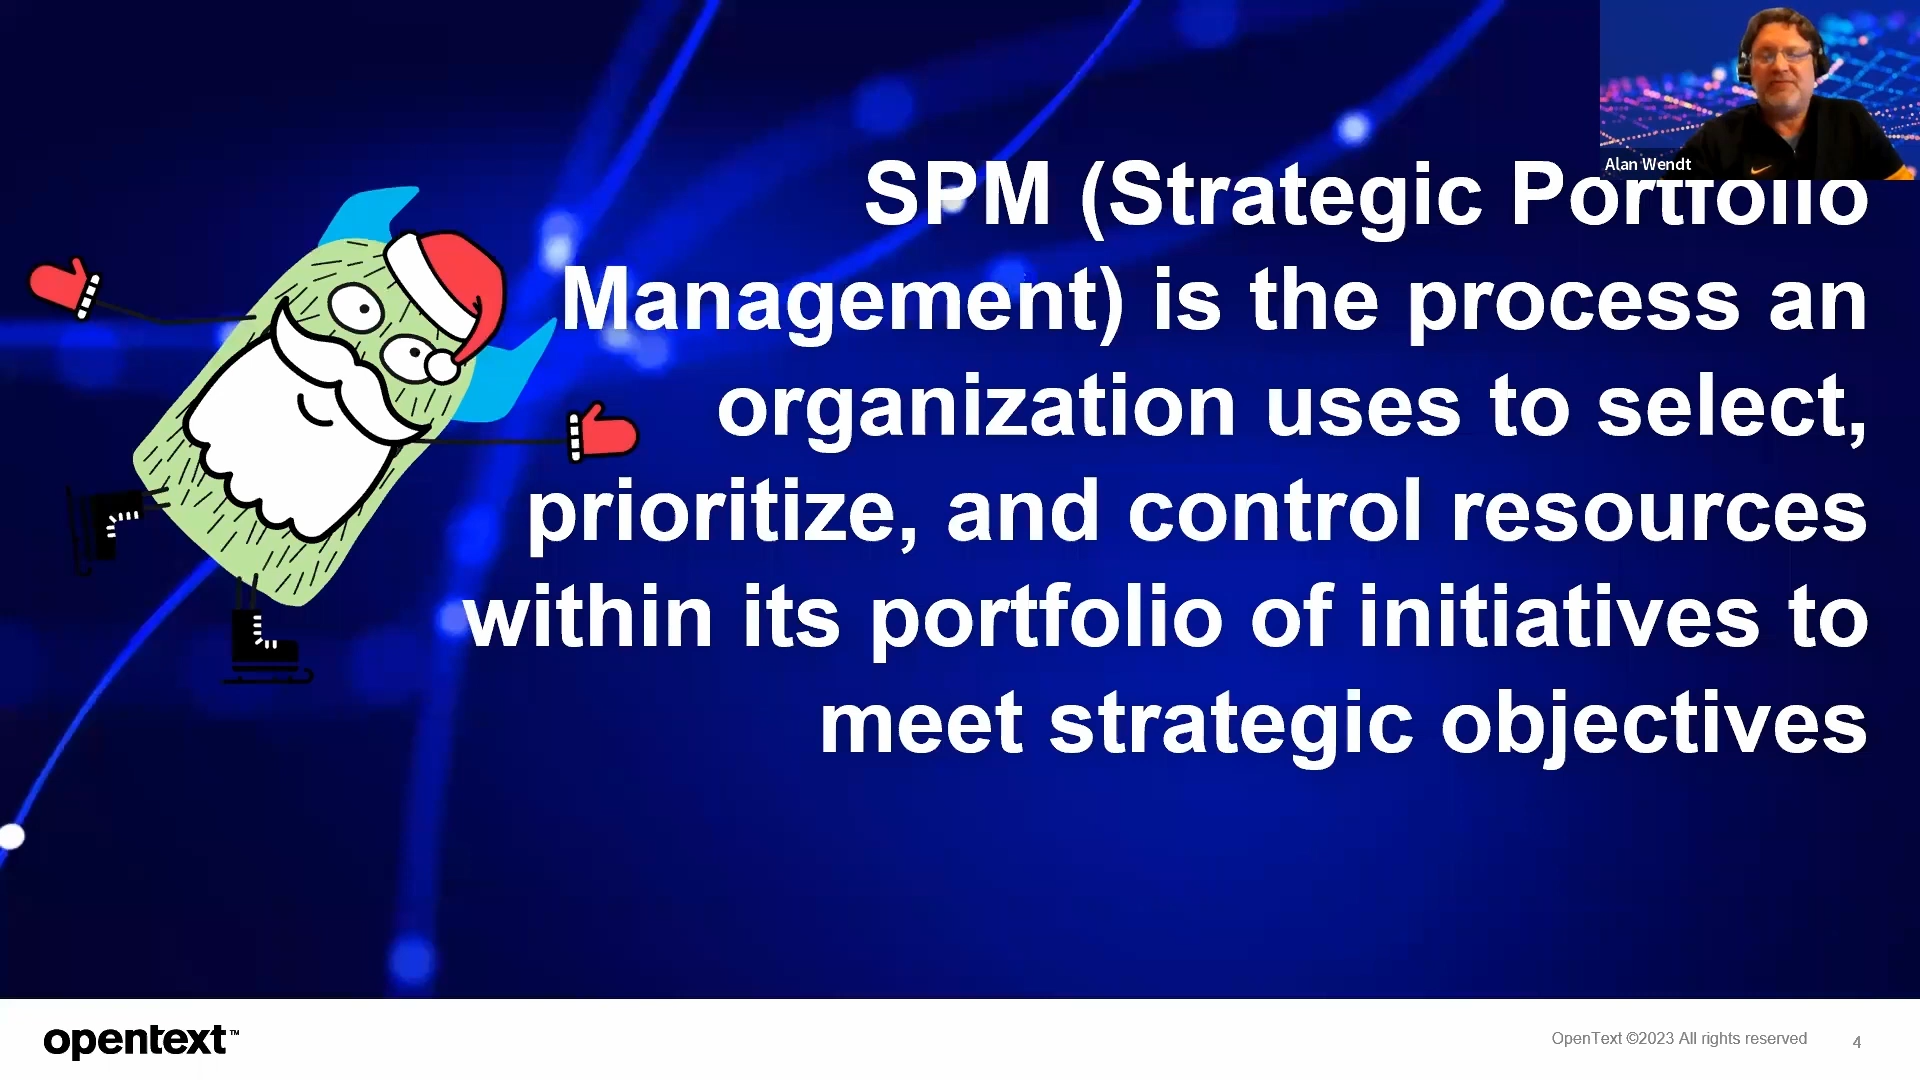 Alan Wendt
SPM (Strategic Portfolio
Management) is the process an
organization uses to select,
prioritize, and control resources
within its portfolio of initiatives to
meet strategic objectives
opentext™
OpenText ©2023 All rights reserved
4